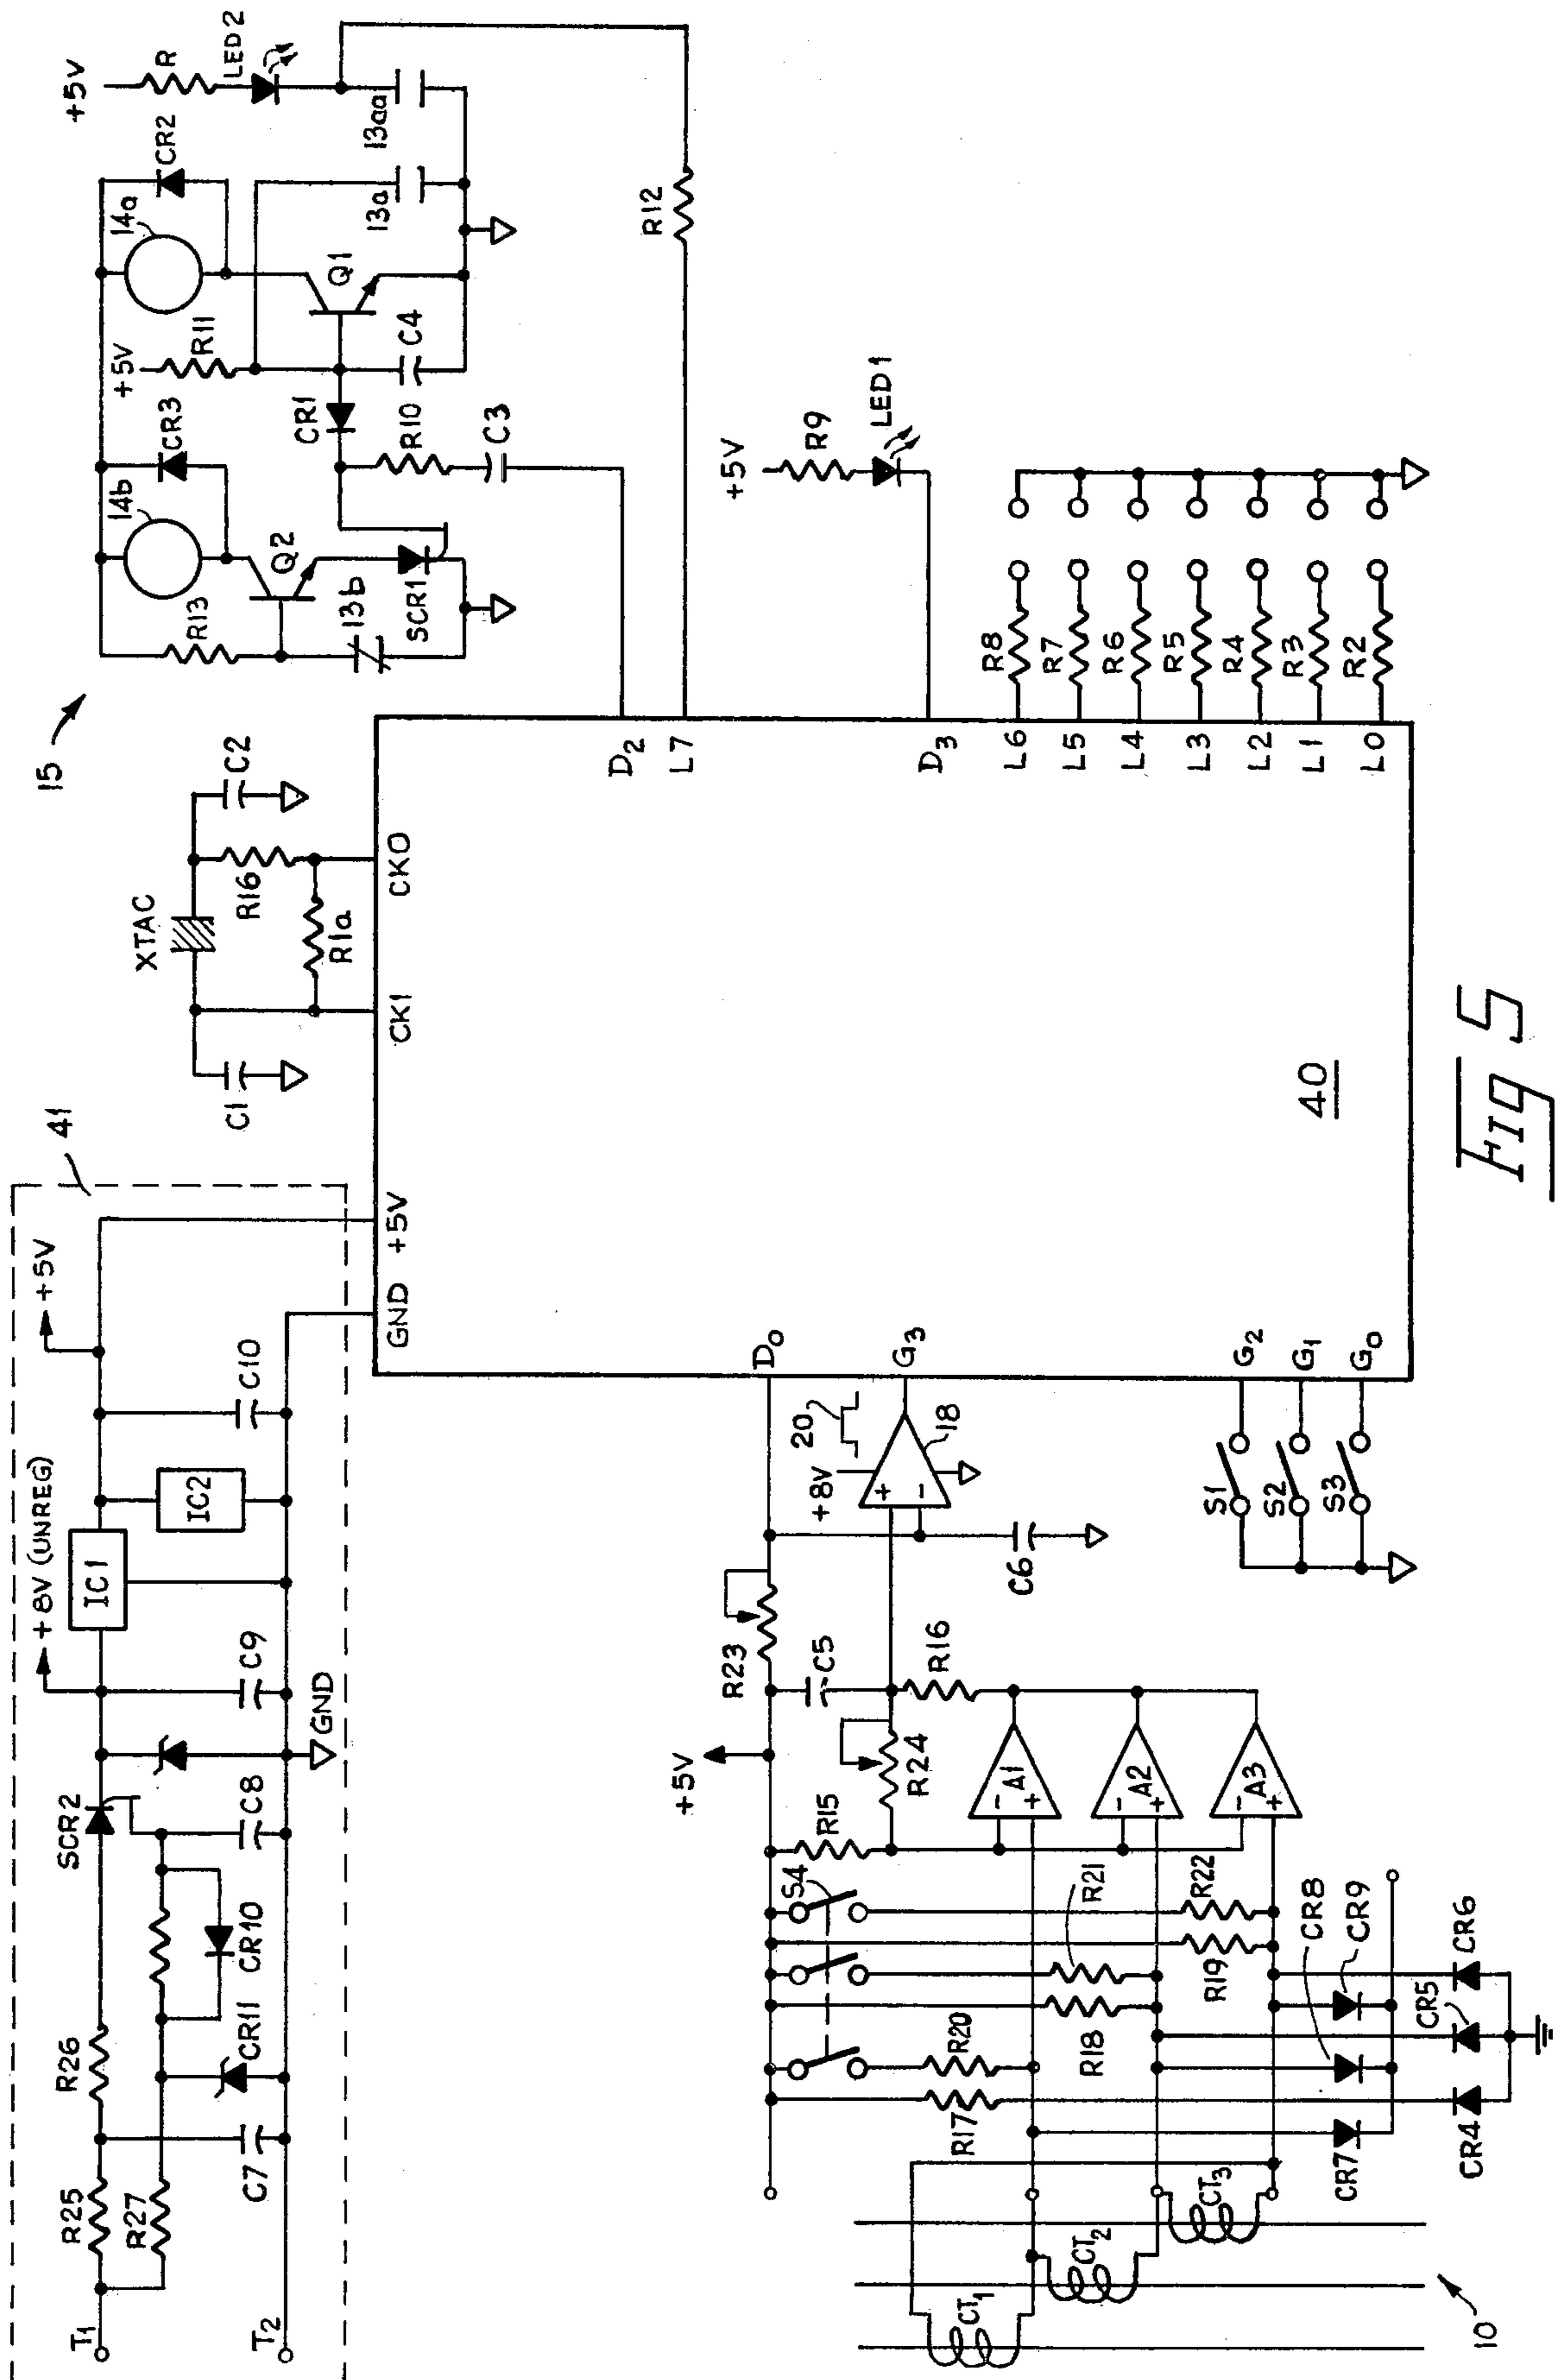 41
+8V (UNREG)
+5V
T1
R25
R26
SCR2
IC1
R27
CR10
CR11
C7
C8
C9
IC2
C10
T2
GND
15
XTAC
C1
C2
R16
R1a
+5V
R
LED2
14b
CR3
+5V
R11
14a
CR2
R13
Q2
CR1
Q1
13b
SCR1
R10
C3
C4
13a
13aa
R12
GND
+5V
CK1
CK0
D2
L7
D3
L6
L5
L4
L3
L2
L1
L0
40
D0
G3
G2
G1
G0
+5V
R9
LED1
R8
R7
R6
R5
R4
R3
R2
+5V
R23
C5
R24
R16
R15
S4
+8V
20
18
+
-
C6
S1
S2
S3
-
A1
+
-
A2
+
-
A3
+
R17
R20
R18
R21
R19
R22
CR7
CR8
CR9
CR4
CR5
CR6
CT1
CT2
CT3
10
Fig 5